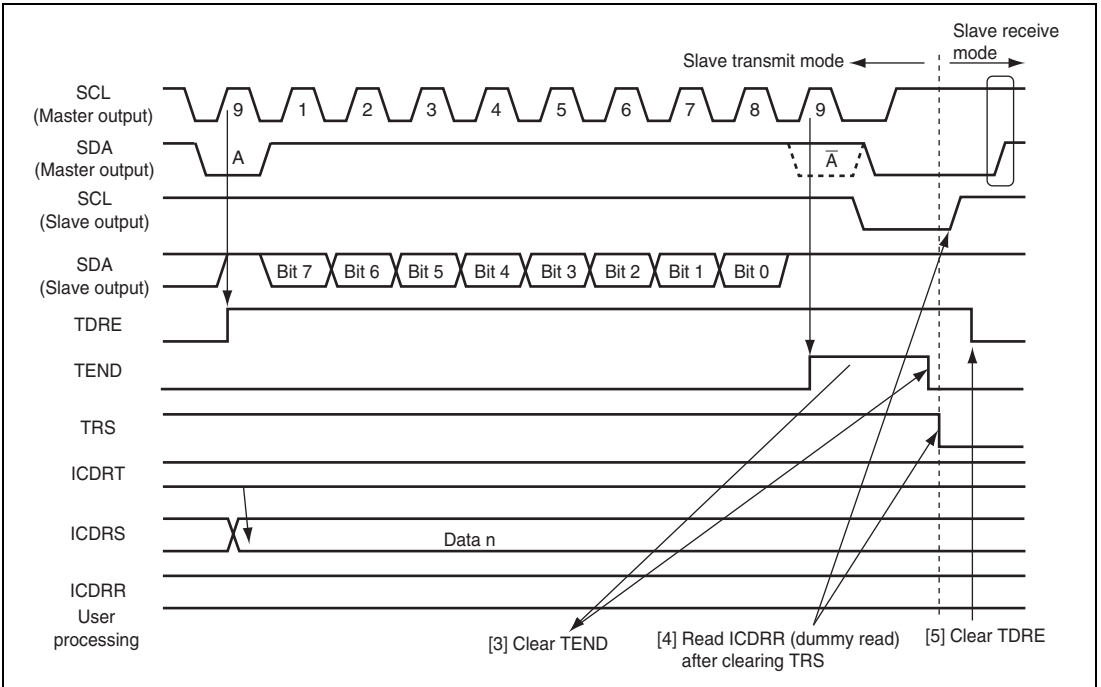 Slave receive
mode
Slave transmit mode
SCL
(Master output)
9 1 2 3 4 5 6 7 8 9
SDA
(Master output)
A A̅
SCL
(Slave output)
SDA
(Slave output)
Bit 7 Bit 6 Bit 5 Bit 4 Bit 3 Bit 2 Bit 1 Bit 0
TDRE
TEND
TRS
ICDRT
ICDRS
Data n
ICDRR
User
processing
[3] Clear TEND
[4] Read ICDRR (dummy read)
after clearing TRS
[5] Clear TDRE